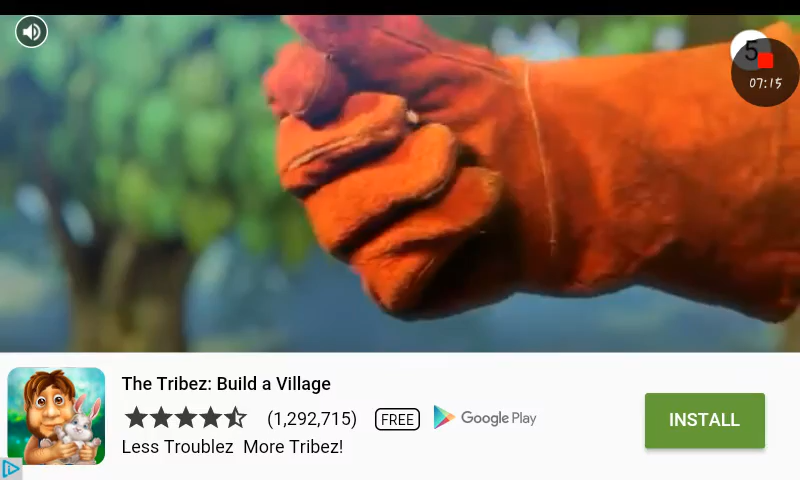 5
07:15
The Tribez: Build a Village
(1,292,715) FREE Google Play
INSTALL
Less Troublez More Tribez!